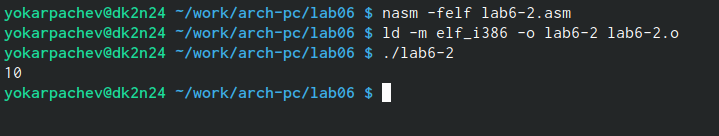 yokarpachev@dk2n24 ~/work/arch-pc/lab06 $ nasm -felf lab6-2.asm
yokarpachev@dk2n24 ~/work/arch-pc/lab06 $ ld -m elf_i386 -o lab6-2 lab6-2.o
yokarpachev@dk2n24 ~/work/arch-pc/lab06 $ ./lab6-2
10
yokarpachev@dk2n24 ~/work/arch-pc/lab06 $